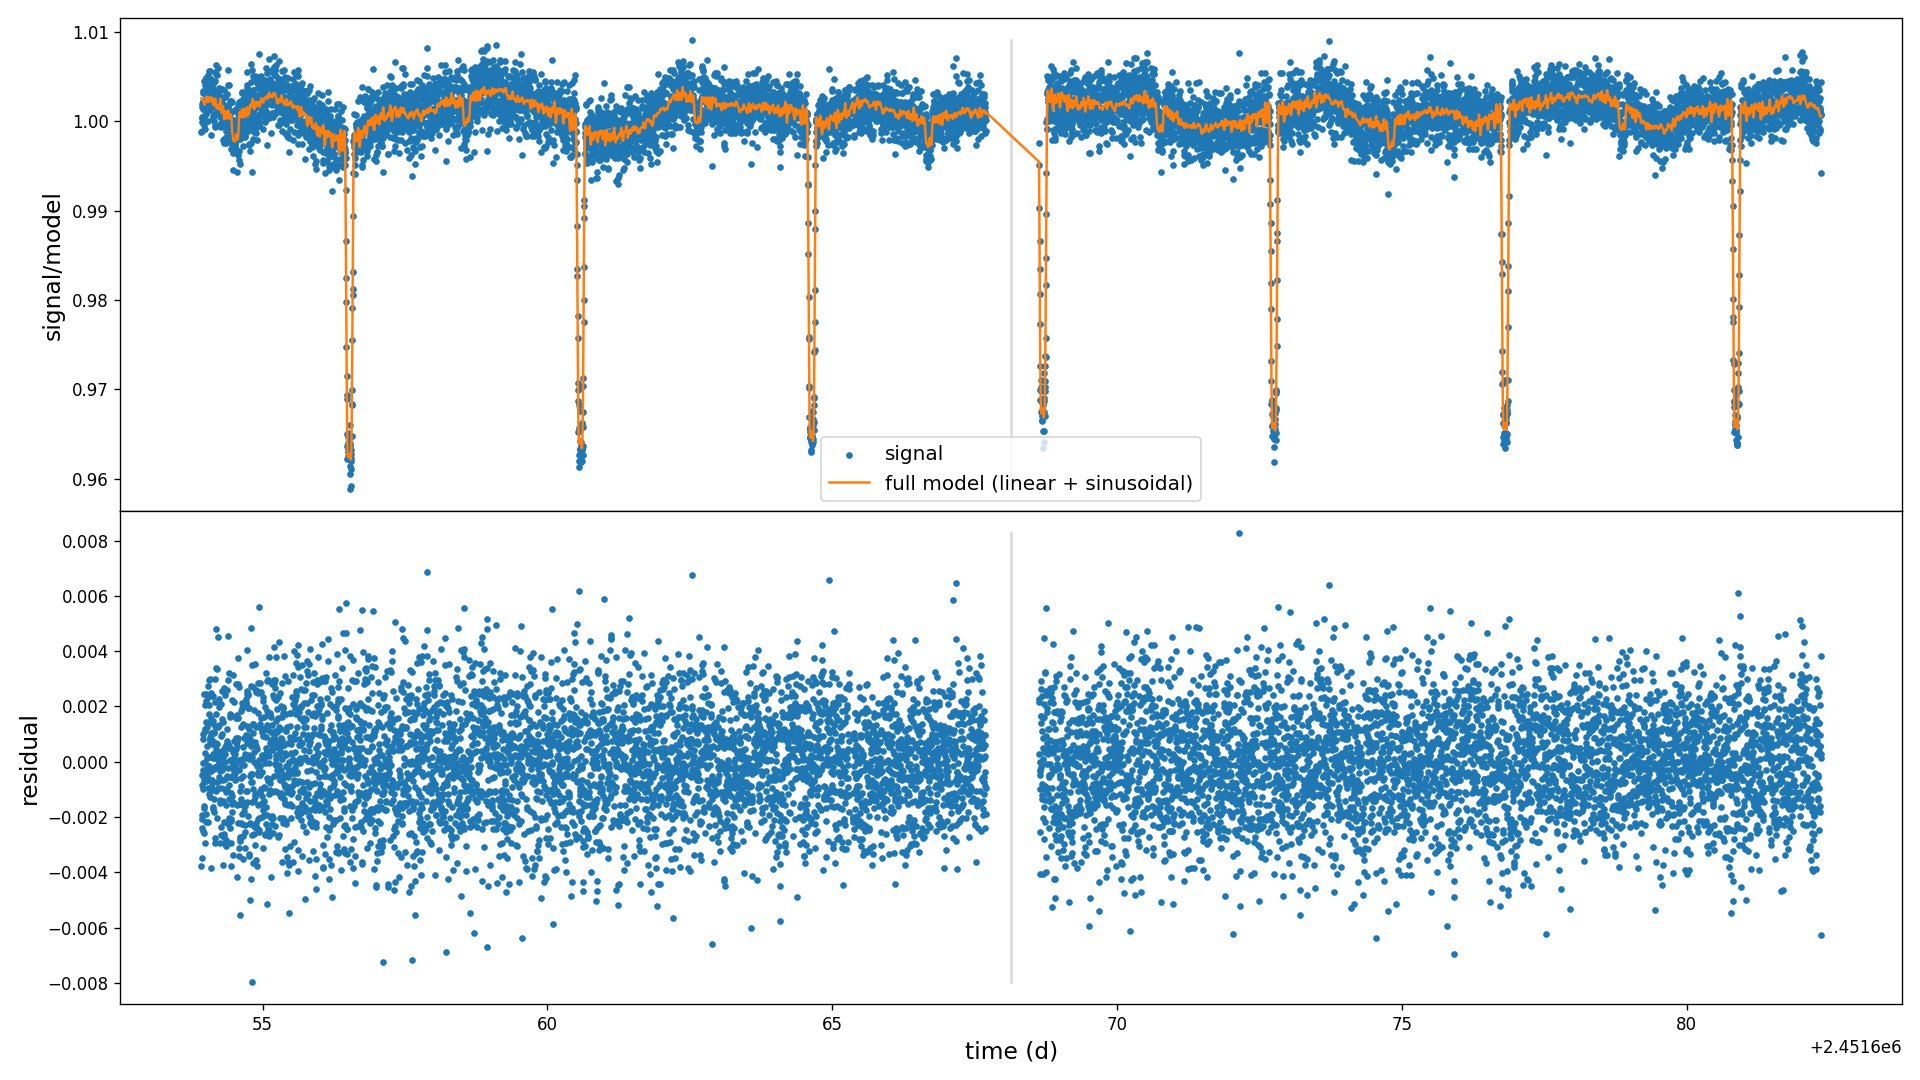 1.01
1.00
0.99
0.98
0.97
0.96
signal/model
signal
full model (linear + sinusoidal)
0.008
0.006
0.004
0.002
0.000
−0.002
−0.004
−0.006
−0.008
residual
55 60 65 70 75 80
time (d)
+2.4516e6